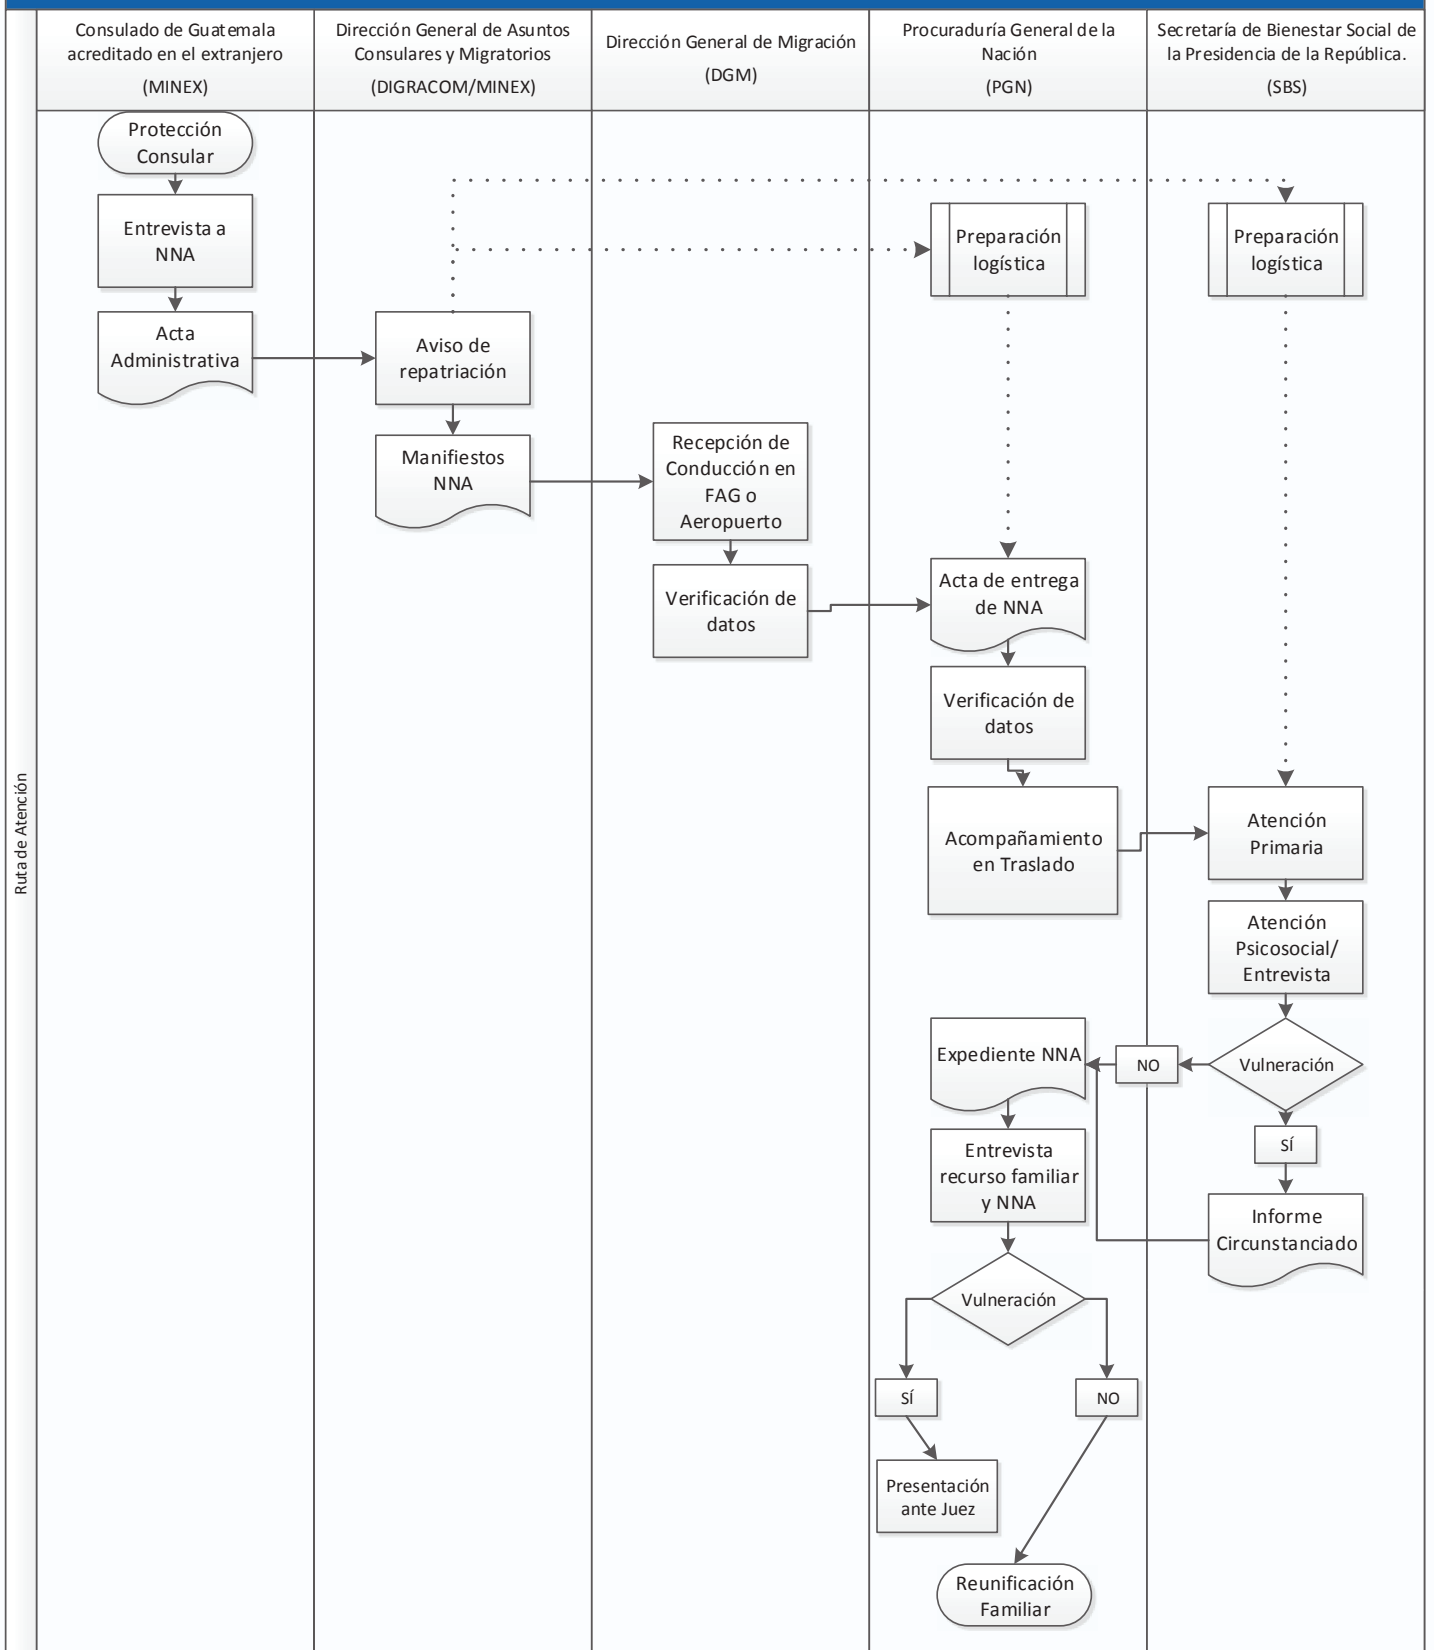 Consulado de Guatemala
acreditado en el extranjero
(MINEX)
Dirección General de Asuntos
Consulares y Migratorios
(DIGRACOM/MINEX)
Dirección General de Migración
(DGM)
Procuraduría General de la
Nación
(PGN)
Secretaría de Bienestar Social de
la Presidencia de la República.
(SBS)
Ruta de Atención
Protección
Consular
Entrevista a
NNA
Acta
Administrativa
Aviso de
repatriación
Manifiestos
NNA
Recepción de
Conducción en
FAG o
Aeropuerto
Verificación de
datos
Preparación
logística
Acta de entrega
de NNA
Verificación de
datos
Acompañamiento
en Traslado
Preparación
logística
Atención
Primaria
Atención
Psicosocial/
Entrevista
Vulneración
NO
SÍ
Informe
Circunstanciado
Expediente NNA
Entrevista
recurso familiar
y NNA
Vulneración
SÍ
NO
Presentación
ante Juez
Reunificación
Familiar